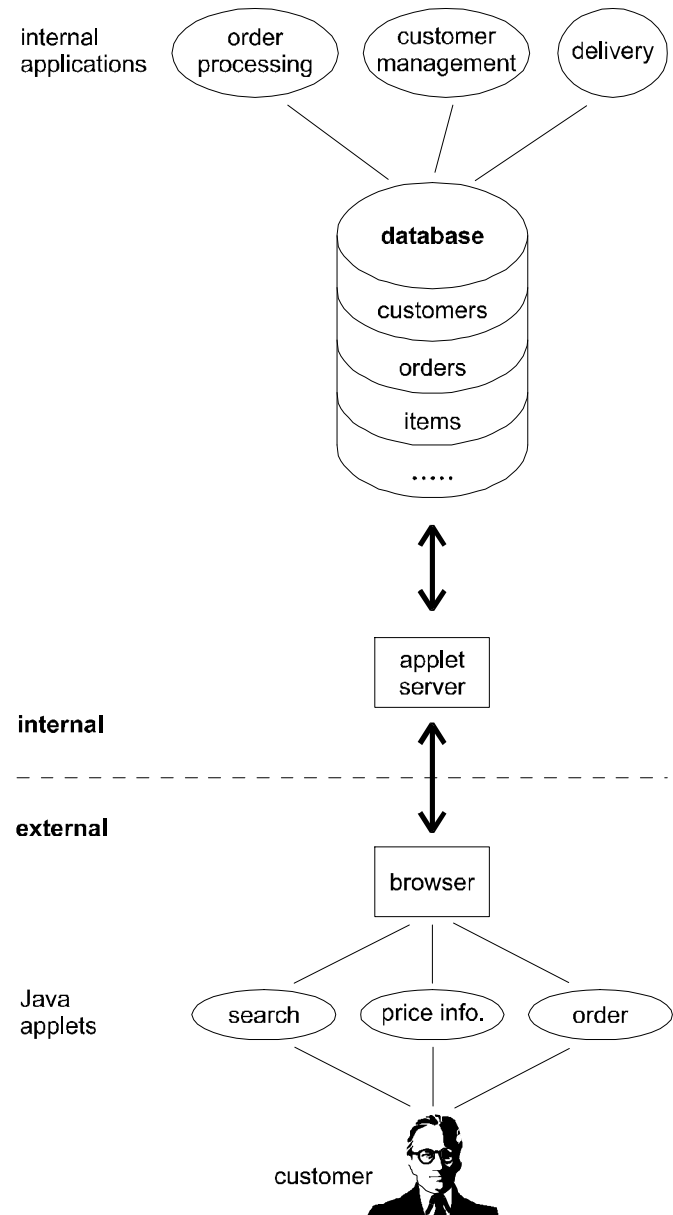 internal
applications
order
processing
customer
management
delivery
database
customers
orders
items
.....
applet
server
internal
external
browser
Java
applets
search
price info.
order
customer